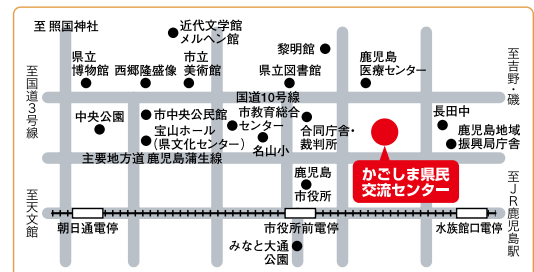 至 照国神社
近代文学館
メルヘン館
黎明館
県立
博物館
西郷隆盛像
市立
美術館
県立図書館
鹿児島
医療センター
至吉野・磯
至国道3号線
国道10号線
中央公園
市中央公民館
宝山ホール
(県文化センター)
市教育総合
センター
名山小
合同庁舎・
裁判所
長田中
鹿児島地域
振興局庁舎
主要地方道 鹿児島蒲生線
かごしま県民
交流センター
鹿児島
市役所
至天文館
至JR鹿児島駅
朝日通電停
市役所前電停
水族館口電停
みなと大通
公園